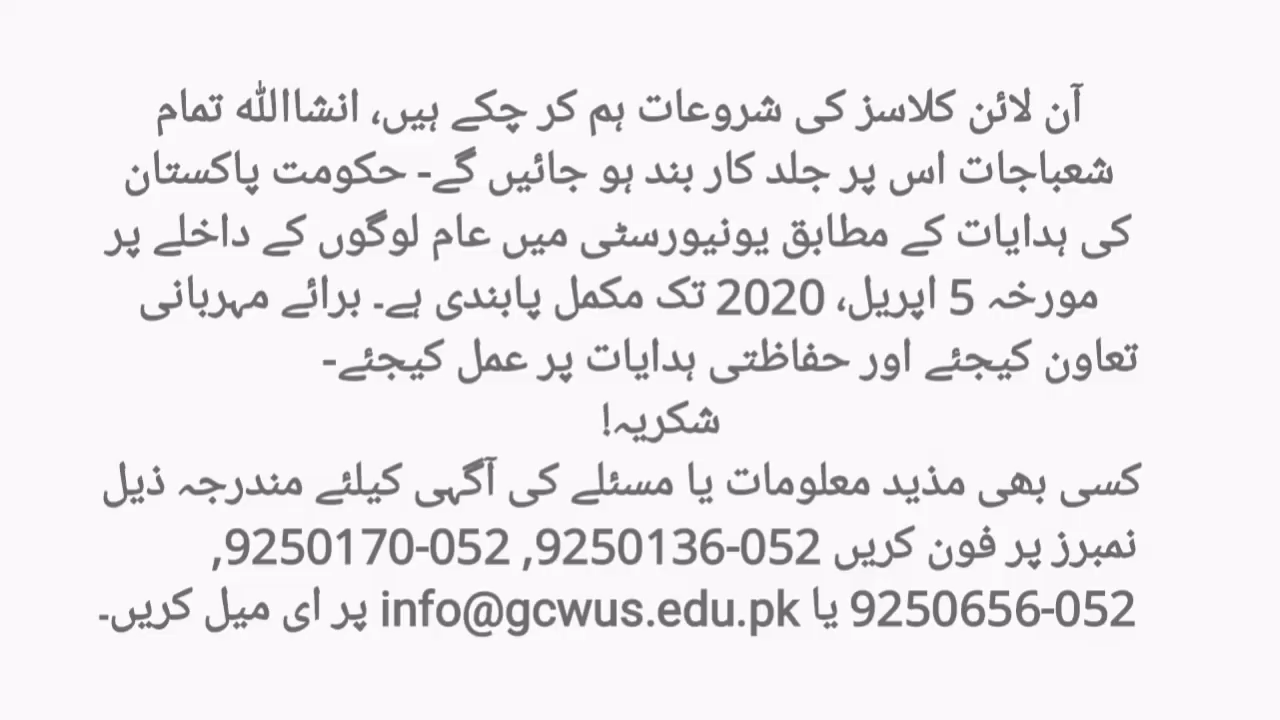 آن لائن کلاسز کی شروعات ہم کر چکے ہیں، انشااللہ تمام
شعباجات اس پر جلد کار بند ہو جائیں گے- حکومت پاکستان
کی ہدایات کے مطابق یونیورسٹی میں عام لوگوں کے داخلے پر
مورخہ 5 اپریل، 2020 تک مکمل پابندی ہے۔ برائے مہربانی
تعاون کیجئے اور حفاظتی ہدایات پر عمل کیجئے-
شکریہ!
کسی بھی مذید معلومات یا مسئلے کی آگہی کیلئے مندرجہ ذیل
نمبرز پر فون کریں 052-9250136, 052-9250170,
052-9250656 یا info@gcwus.edu.pk پر ای میل کریں۔